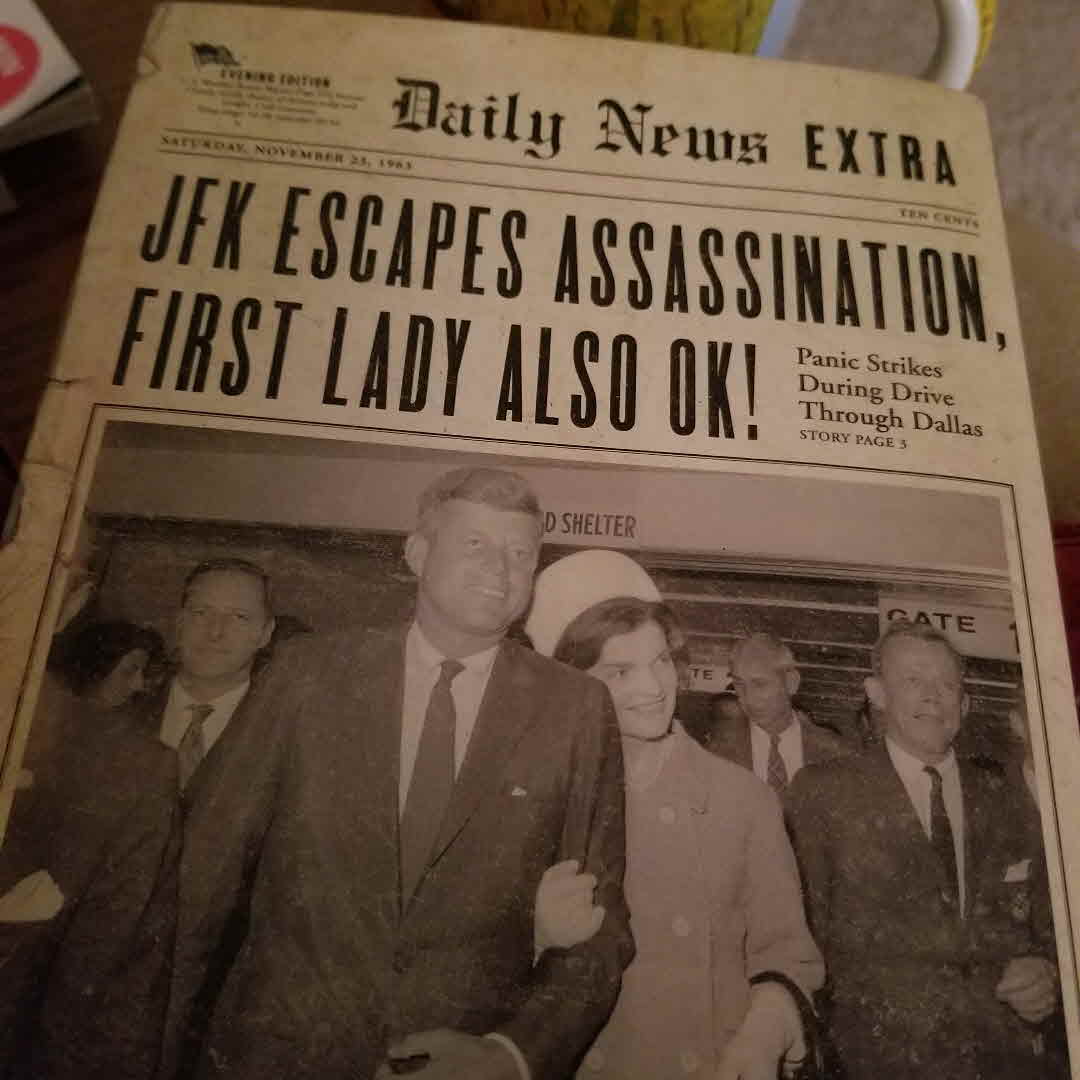 EVENING EDITION
Daily News EXTRA
SATURDAY, NOVEMBER 23, 1963
TEN CENTS
JFK ESCAPES ASSASSINATION,
FIRST LADY ALSO OK!
Panic Strikes
During Drive
Through Dallas
STORY PAGE 3
D SHELTER
GATE
TE